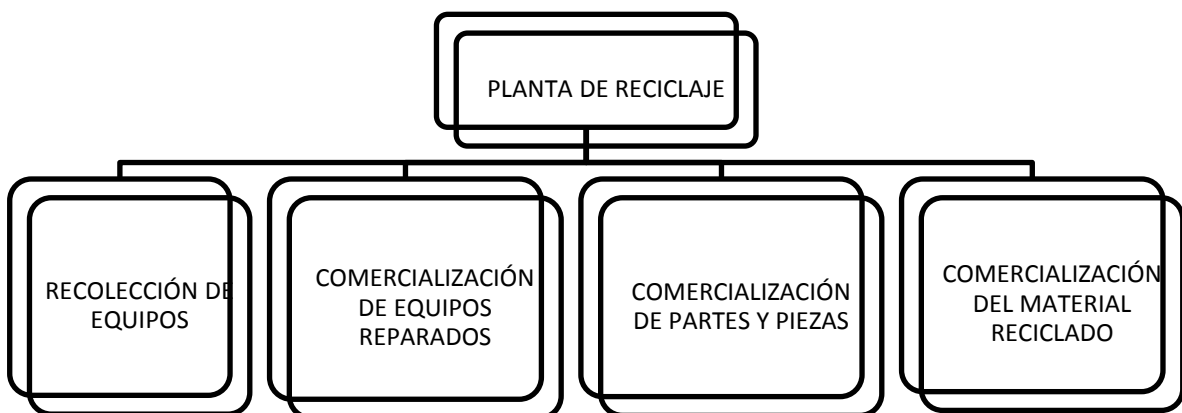 PLANTA DE RECICLAJE
RECOLECCIÓN DE
EQUIPOS
COMERCIALIZACIÓN
DE EQUIPOS
REPARADOS
COMERCIALIZACIÓN
DE PARTES Y PIEZAS
COMERCIALIZACIÓN
DEL MATERIAL
RECICLADO